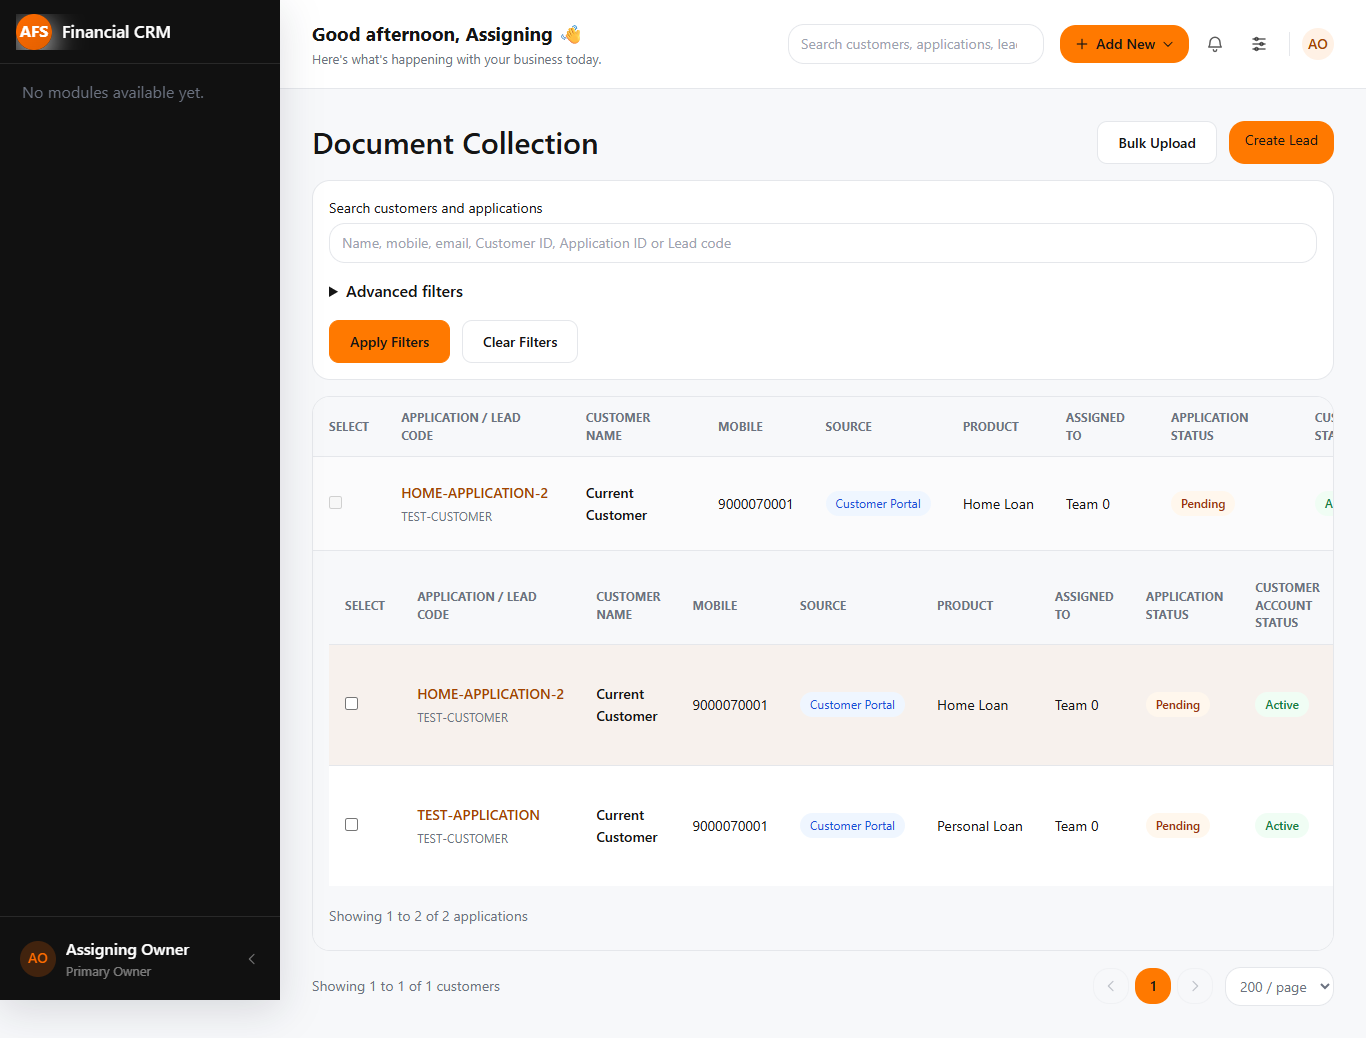 AFS Financial CRM
No modules available yet.
Good afternoon, Assigning 👋
Here's what's happening with your business today.
Search customers, applications, lea
+ Add New
AO
Document Collection
Bulk Upload
Create Lead
Search customers and applications
Name, mobile, email, Customer ID, Application ID or Lead code
Advanced filters
Apply Filters
Clear Filters
SELECT APPLICATION / LEAD CODE CUSTOMER NAME MOBILE SOURCE PRODUCT ASSIGNED TO APPLICATION STATUS
HOME-APPLICATION-2 Current Customer 9000070001 Customer Portal Home Loan Team 0 Pending
TEST-CUSTOMER
SELECT APPLICATION / LEAD CODE CUSTOMER NAME MOBILE SOURCE PRODUCT ASSIGNED TO APPLICATION STATUS CUSTOMER ACCOUNT STATUS
HOME-APPLICATION-2 Current Customer 9000070001 Customer Portal Home Loan Team 0 Pending Active
TEST-CUSTOMER
TEST-APPLICATION Current Customer 9000070001 Customer Portal Personal Loan Team 0 Pending Active
TEST-CUSTOMER
Showing 1 to 2 of 2 applications
Showing 1 to 1 of 1 customers
1
200 / page
AO Assigning Owner
Primary Owner